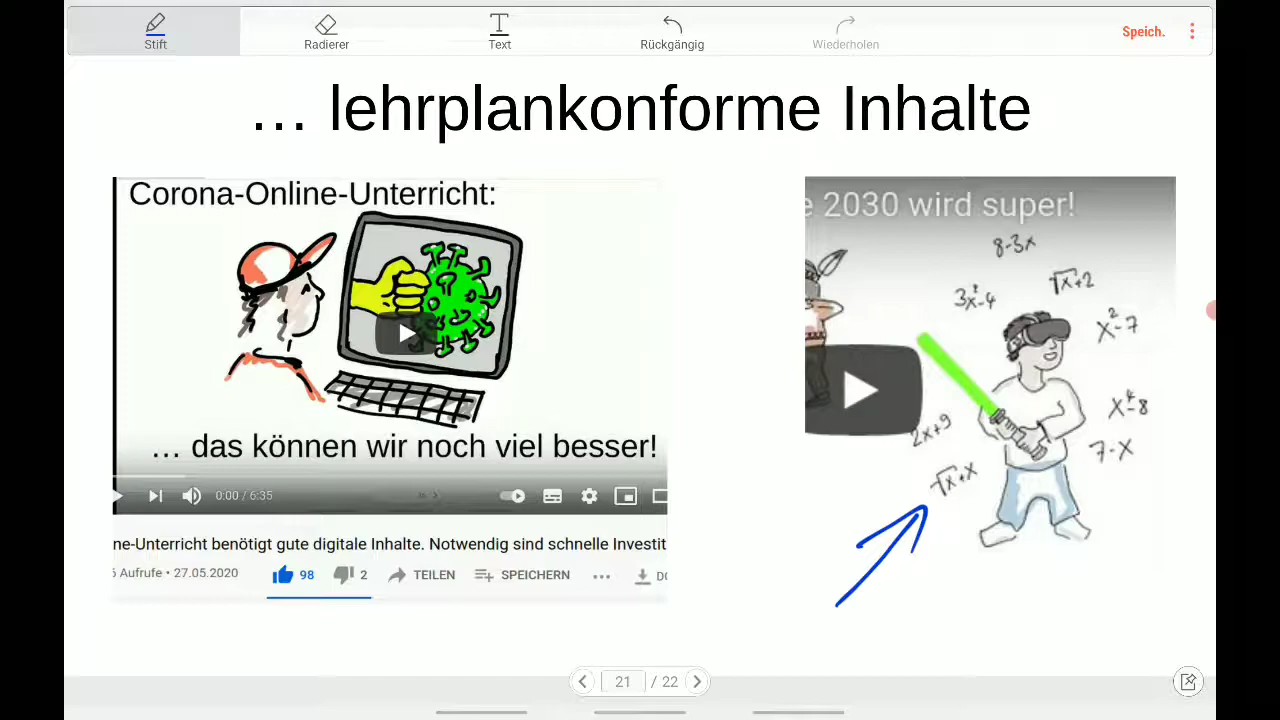 Stift Radierer Text Rückgängig Wiederholen Speich.
… lehrplankonforme Inhalte
Corona-Online-Unterricht:
… das können wir noch viel besser!
0:00 / 6:35
ne-Unterricht benötigt gute digitale Inhalte. Notwendig sind schnelle Investit
6 Aufrufe • 27.05.2020 98 2 TEILEN SPEICHERN DO
e 2030 wird super!
8-3x
√x+2
3x²-4
x²-7
x⁴-8
2x+9
7-x
√x+x
21 / 22